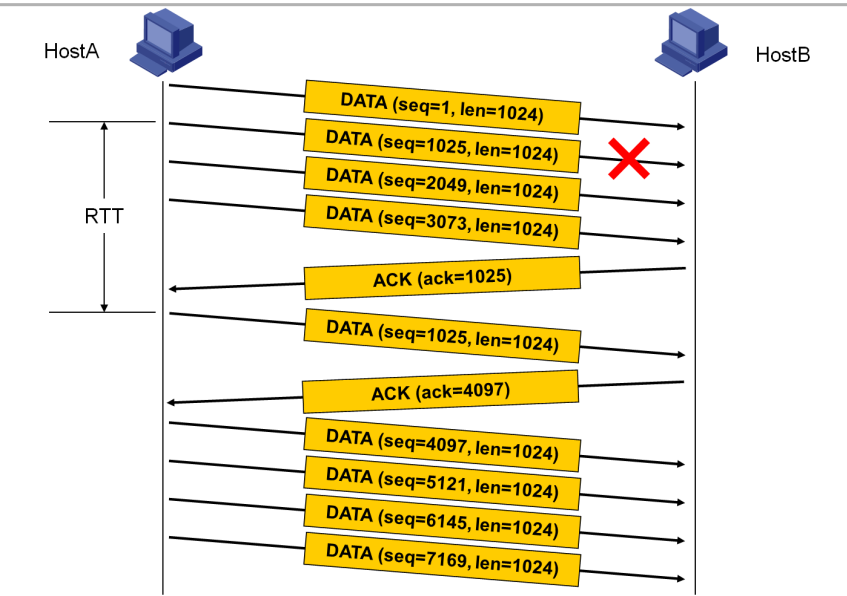 HostA
HostB
DATA (seq=1, len=1024)
DATA (seq=1025, len=1024)
DATA (seq=2049, len=1024)
DATA (seq=3073, len=1024)
RTT
ACK (ack=1025)
DATA (seq=1025, len=1024)
ACK (ack=4097)
DATA (seq=4097, len=1024)
DATA (seq=5121, len=1024)
DATA (seq=6145, len=1024)
DATA (seq=7169, len=1024)